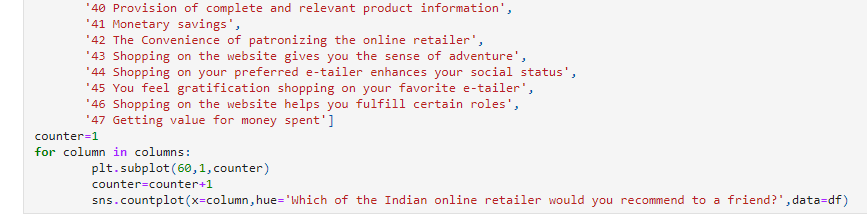 '40 Provision of complete and relevant product information',
'41 Monetary savings',
'42 The Convenience of patronizing the online retailer',
'43 Shopping on the website gives you the sense of adventure',
'44 Shopping on your preferred e-tailer enhances your social status',
'45 You feel gratification shopping on your favorite e-tailer',
'46 Shopping on the website helps you fulfill certain roles',
'47 Getting value for money spent']
counter=1
for column in columns:
plt.subplot(60,1,counter)
counter=counter+1
sns.countplot(x=column,hue='Which of the Indian online retailer would you recommend to a friend?',data=df)